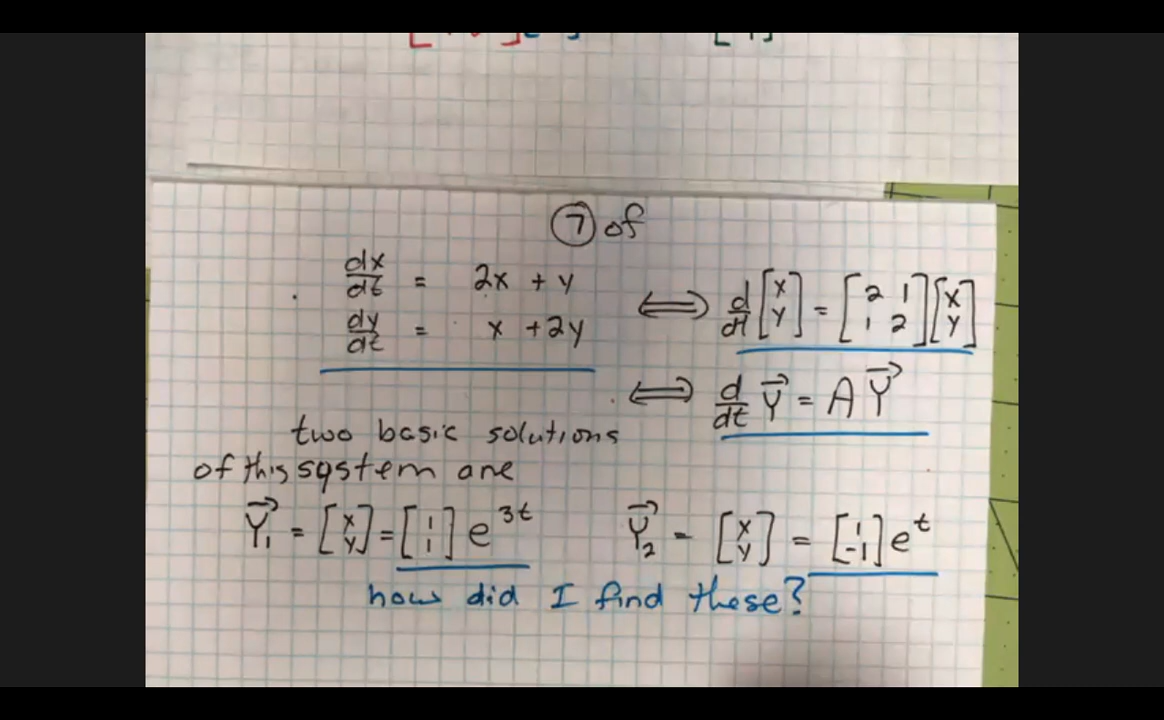 ⑦ of
dx/dt = 2x + y ⟺ d/dt [x y] = [2 1 1 2] [x y]
dy/dt = x + 2y
⟺ d/dt Y⃗ = A Y⃗
two basic solutions
of this system are
Y⃗₁ = [x y] = [1 1] e^3t Y⃗₂ = [x y] = [1 -1] e^t
how did I find these?